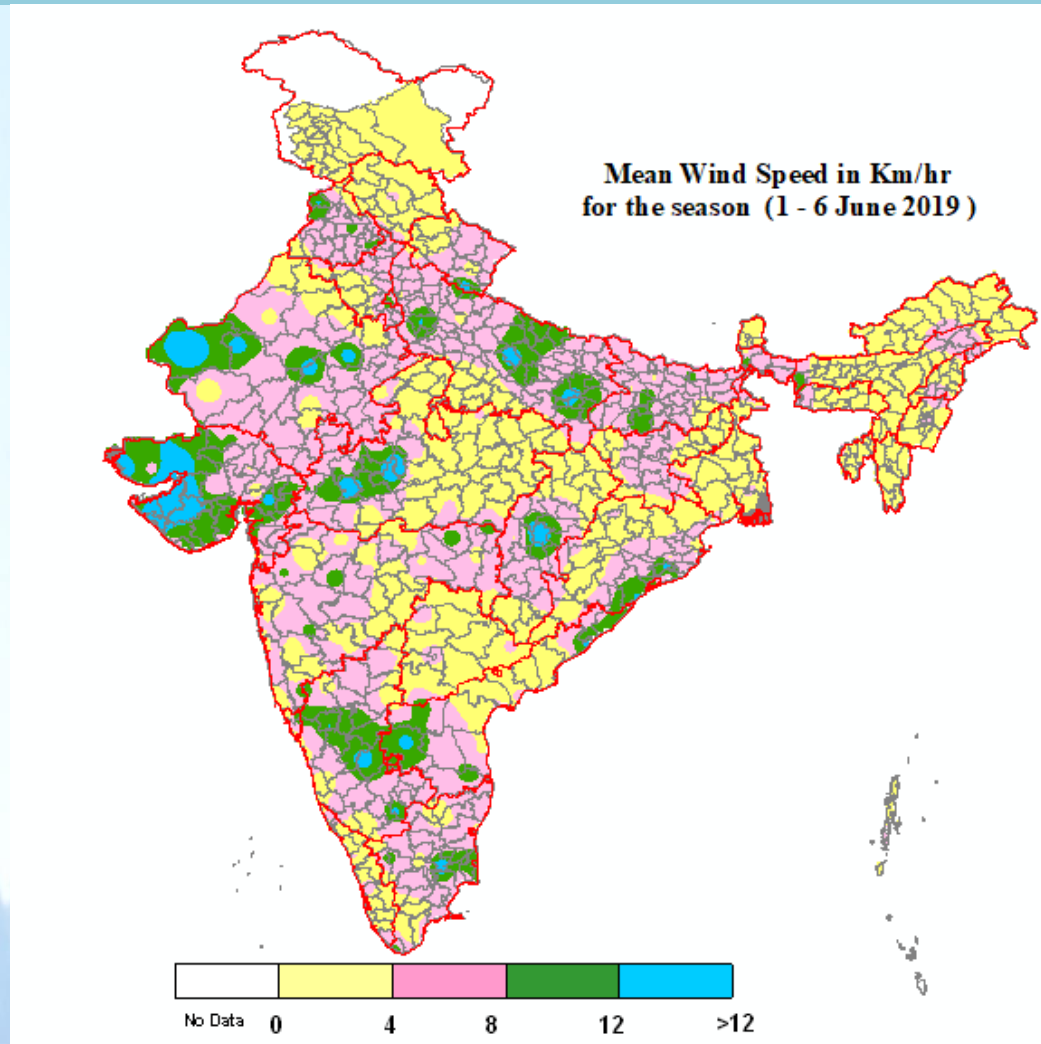 Mean Wind Speed in Km/hr
for the season (1 - 6 June 2019 )
No Data 0 4 8 12 >12